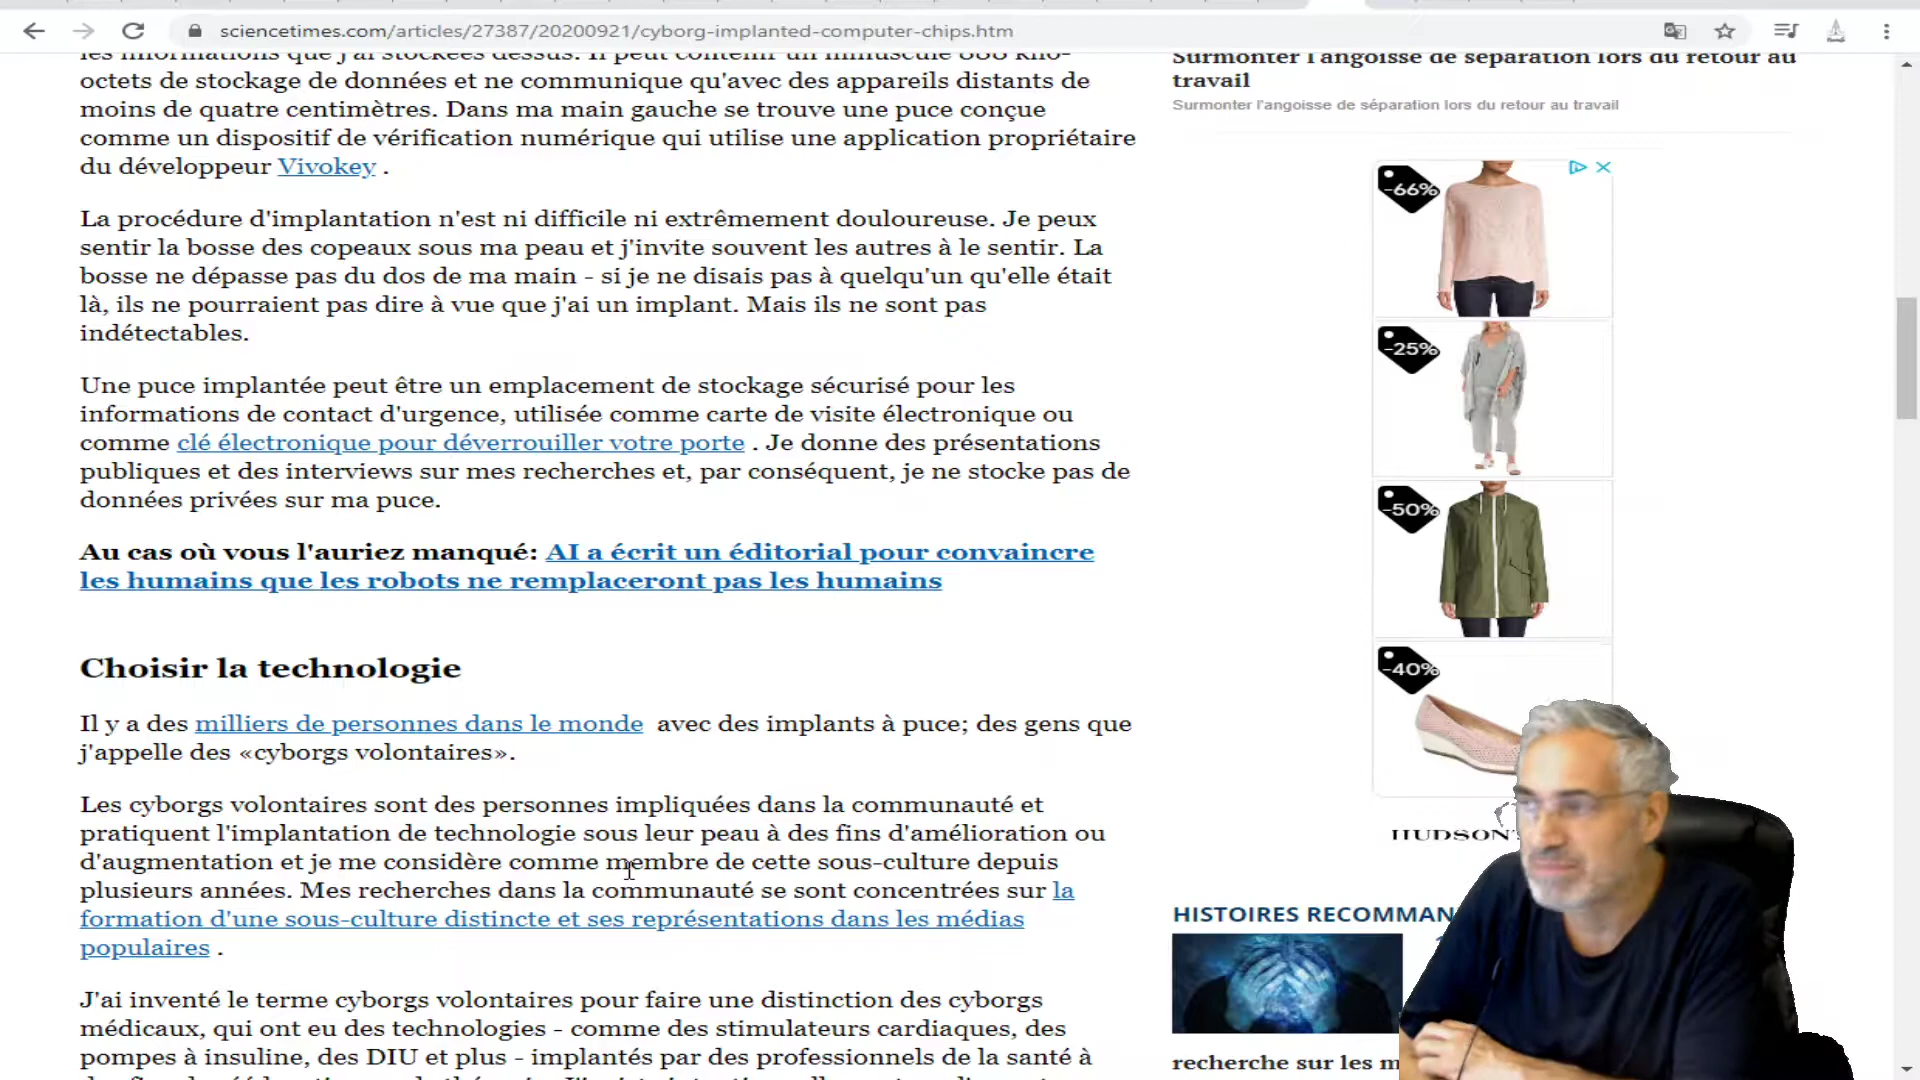 sciencetimes.com/articles/27387/20200921/cyborg-implanted-computer-chips.htm
les informations que j'ai stockées dessus. Il peut contenir un minuscule 888 kilo-
octets de stockage de données et ne communique qu'avec des appareils distants de
moins de quatre centimètres. Dans ma main gauche se trouve une puce conçue
comme un dispositif de vérification numérique qui utilise une application propriétaire
du développeur Vivokey .
La procédure d'implantation n'est ni difficile ni extrêmement douloureuse. Je peux
sentir la bosse des copeaux sous ma peau et j'invite souvent les autres à le sentir. La
bosse ne dépasse pas du dos de ma main - si je ne disais pas à quelqu'un qu'elle était
là, ils ne pourraient pas dire à vue que j'ai un implant. Mais ils ne sont pas
indétectables.
Une puce implantée peut être un emplacement de stockage sécurisé pour les
informations de contact d'urgence, utilisée comme carte de visite électronique ou
comme clé électronique pour déverrouiller votre porte . Je donne des présentations
publiques et des interviews sur mes recherches et, par conséquent, je ne stocke pas de
données privées sur ma puce.
Au cas où vous l'auriez manqué: AI a écrit un éditorial pour convaincre
les humains que les robots ne remplaceront pas les humains
Choisir la technologie
Il y a des milliers de personnes dans le monde avec des implants à puce; des gens que
j'appelle des «cyborgs volontaires».
Les cyborgs volontaires sont des personnes impliquées dans la communauté et
pratiquent l'implantation de technologie sous leur peau à des fins d'amélioration ou
d'augmentation et je me considère comme membre de cette sous-culture depuis
plusieurs années. Mes recherches dans la communauté se sont concentrées sur la
formation d'une sous-culture distincte et ses représentations dans les médias
populaires .
J'ai inventé le terme cyborgs volontaires pour faire une distinction des cyborgs
médicaux, qui ont eu des technologies - comme des stimulateurs cardiaques, des
pompes à insuline, des DIU et plus - implantés par des professionnels de la santé à
Surmonter l'angoisse de séparation lors du retour au
travail
Surmonter l'angoisse de séparation lors du retour au travail
-66%
-25%
-50%
-40%
HUDSON'
HISTOIRES RECOMMAN
recherche sur les m